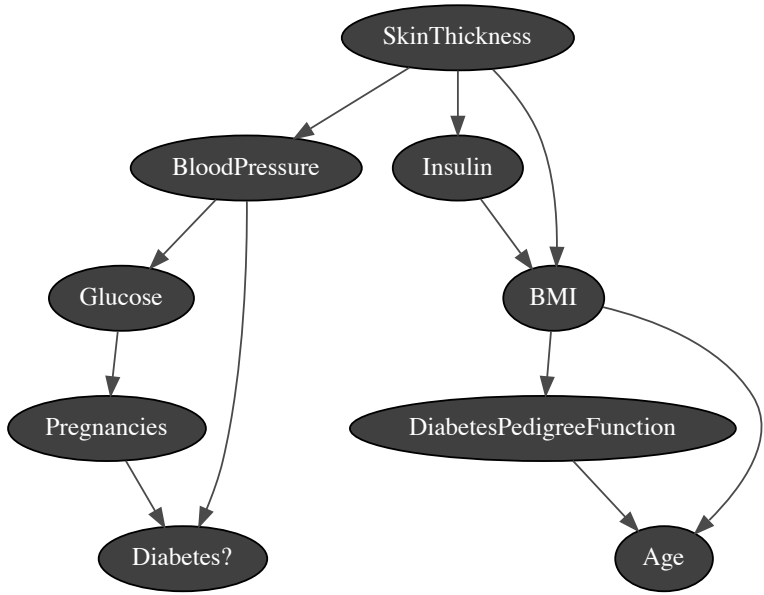 SkinThickness
BloodPressure
Insulin
Glucose
BMI
Pregnancies
DiabetesPedigreeFunction
Diabetes?
Age